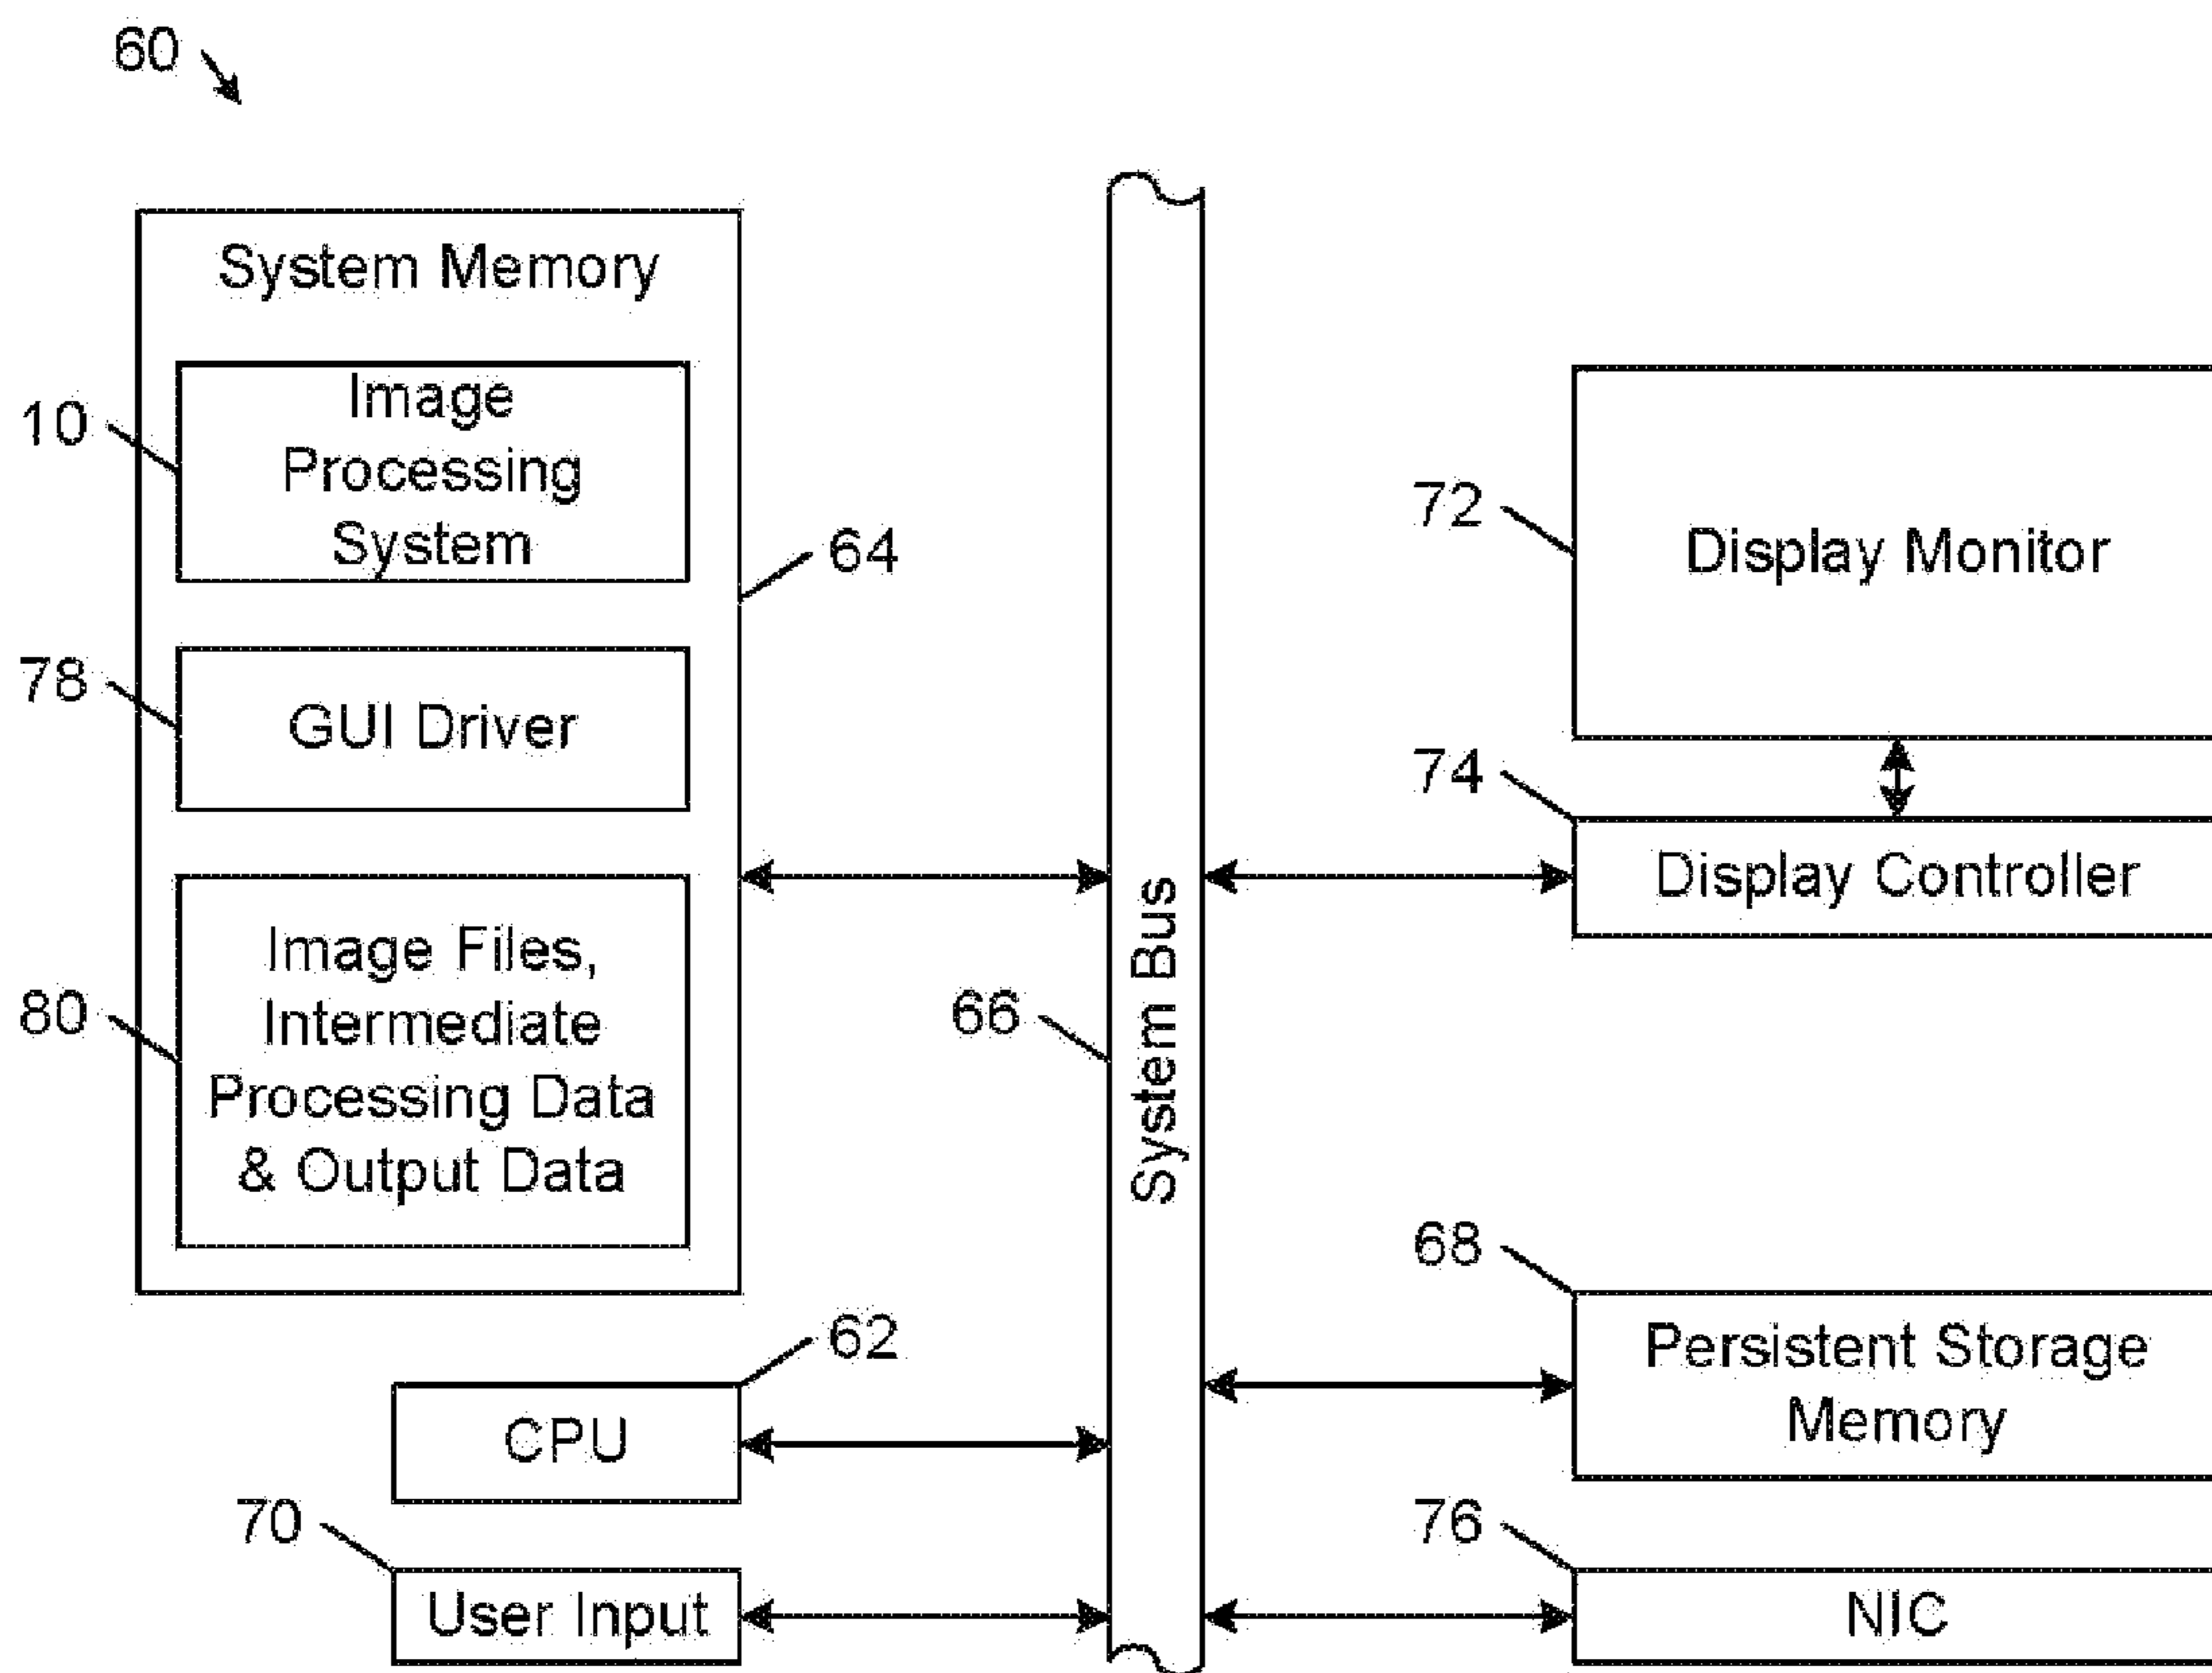 60
System Memory
10
Image
Processing
System
64
78
GUI Driver
80
Image Files,
Intermediate
Processing Data
& Output Data
62
CPU
70
User Input
66
System Bus
72
Display Monitor
74
Display Controller
68
Persistent Storage
Memory
76
NIC